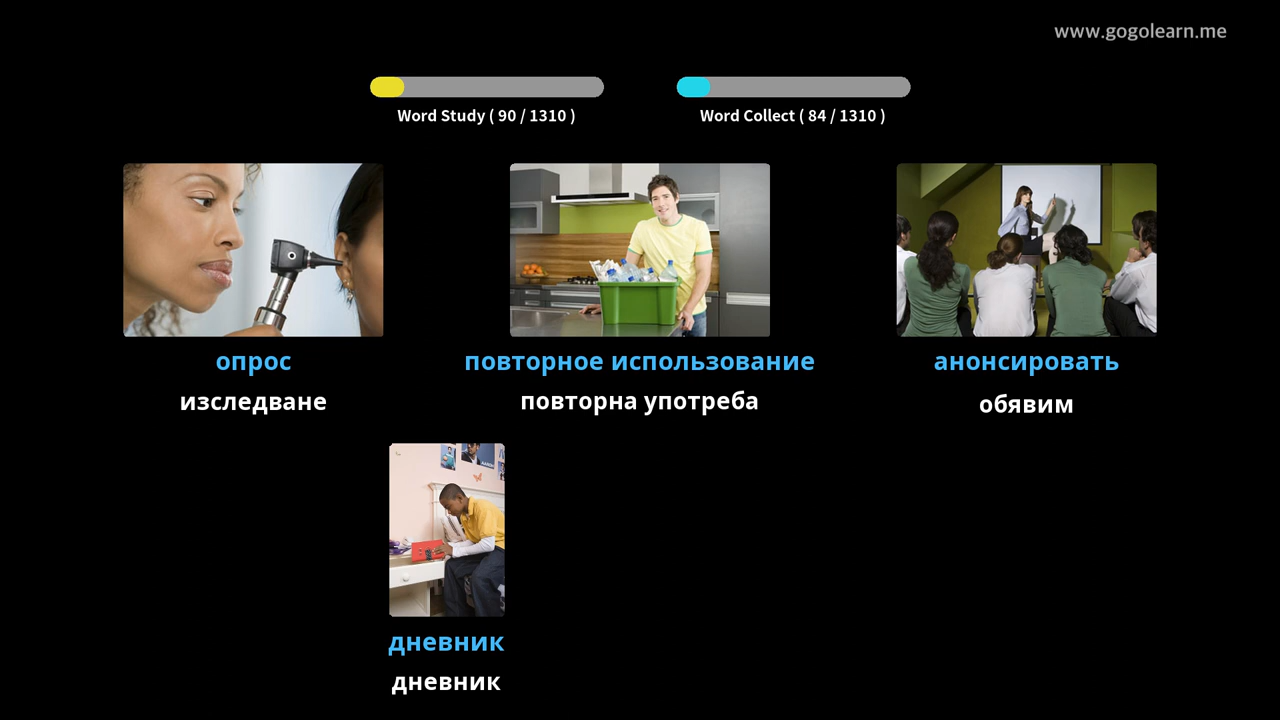 www.gogolearn.me
Word Study ( 90 / 1310 )
Word Collect ( 84 / 1310 )
опрос
повторное использование
анонсировать
изследване
повторна употреба
обявим
дневник
дневник